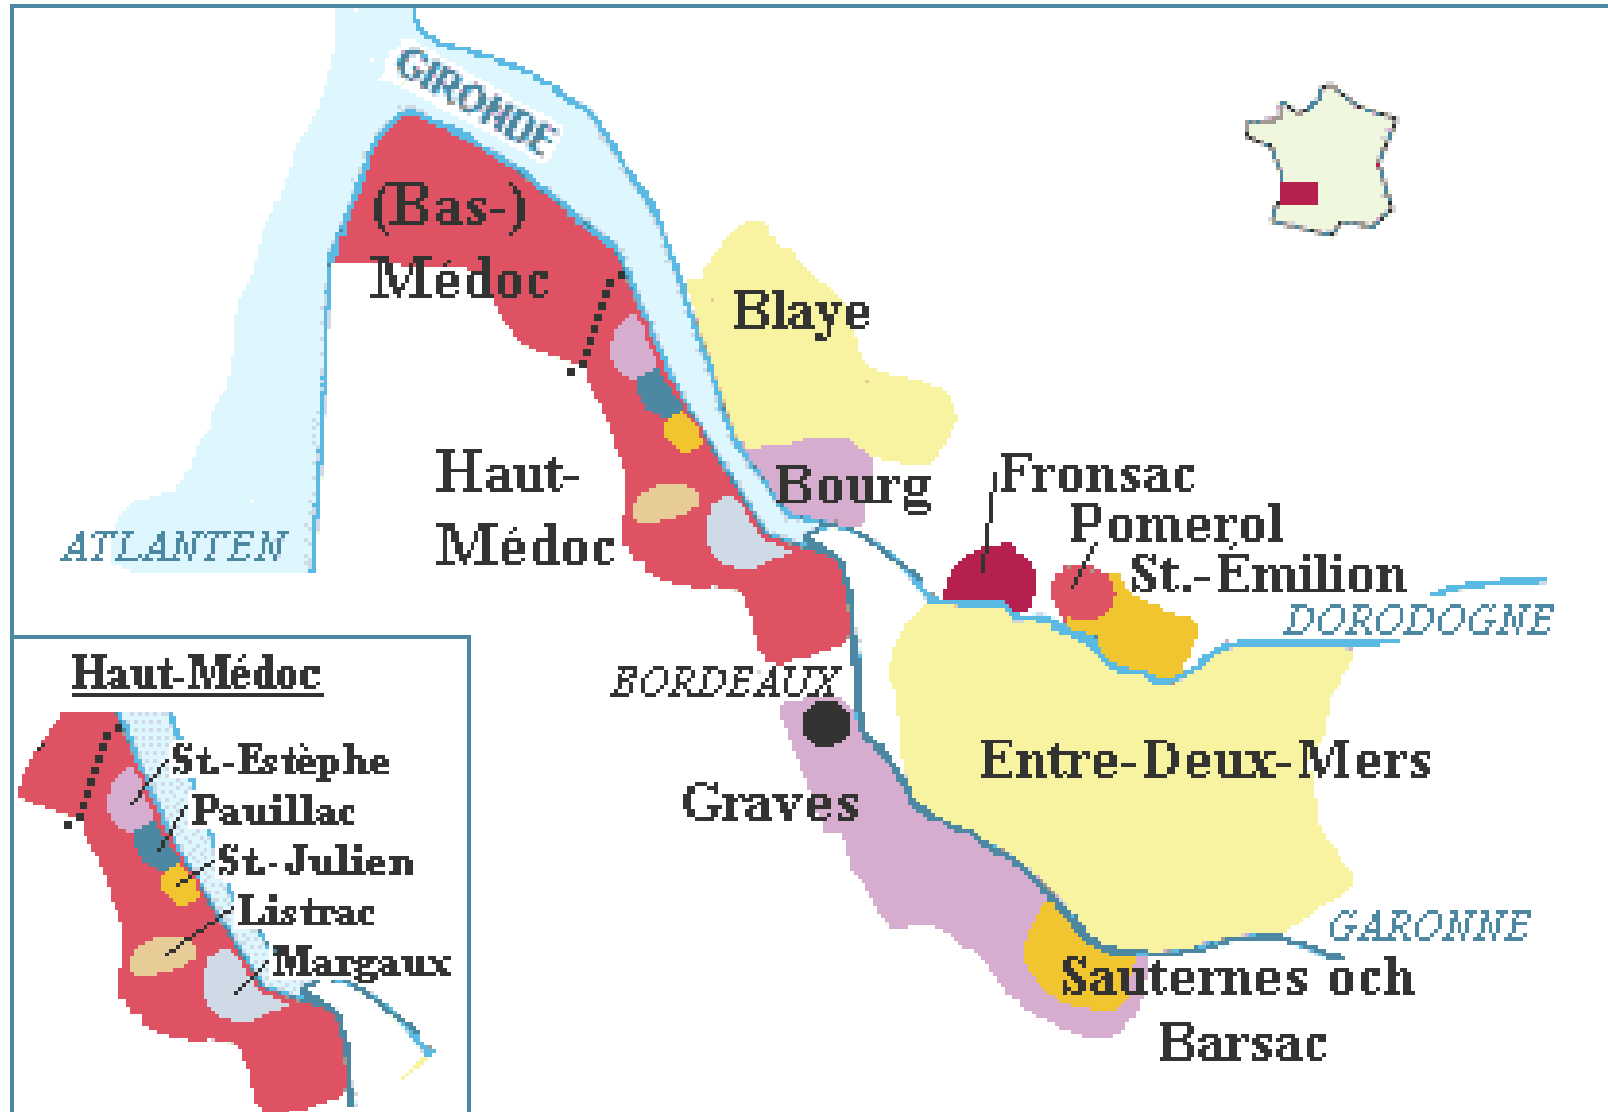 GIRONDE
(Bas-)
Médoc
Blaye
Haut-
Médoc
Bourg
Fronsac
Pomerol
St.-Émilion
ATLANTEN
DORODOGNE
BORDEAUX
Entre-Deux-Mers
Graves
GARONNE
Sauternes och
Barsac
Haut-Médoc
St.-Estèphe
Pauillac
St.-Julien
Listrac
Margaux